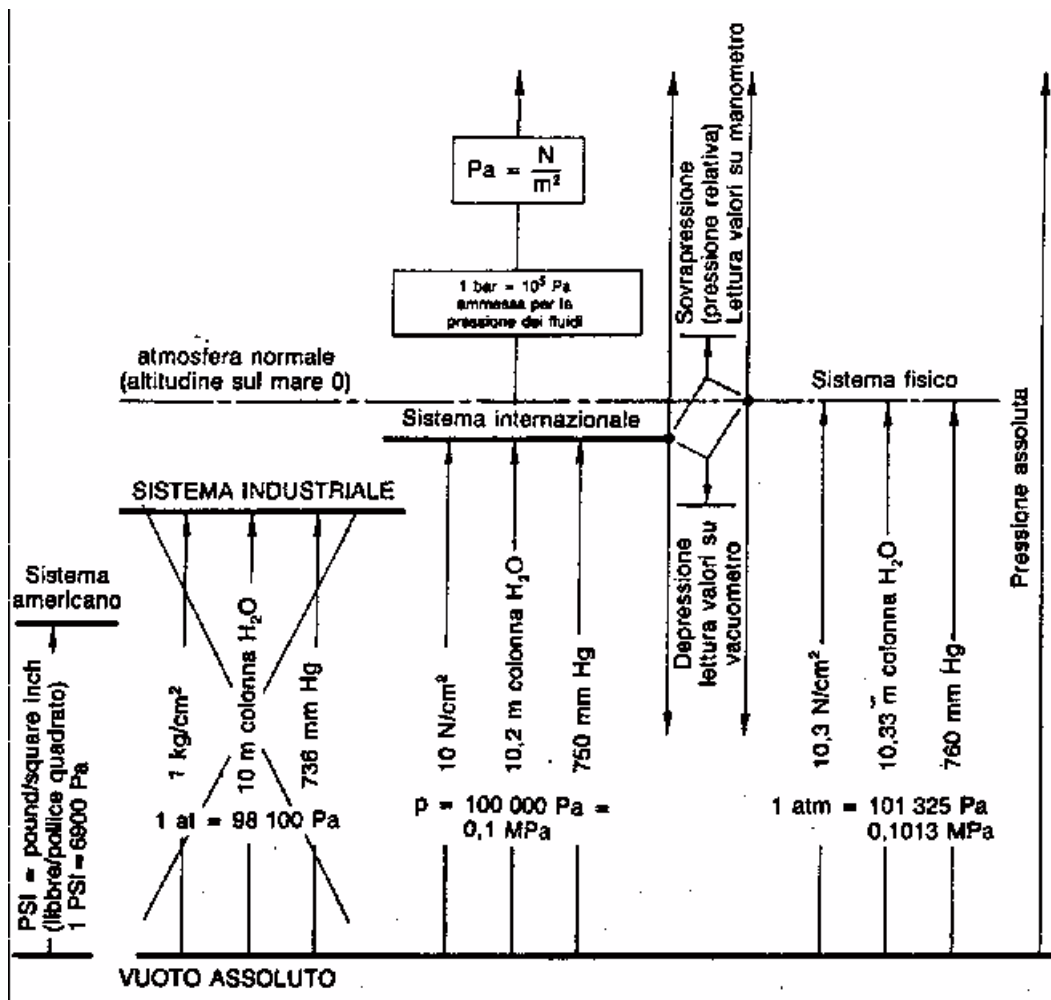 Pa = N/m²
1 bar = 10⁵ Pa
ammessa per la
pressione dei fluidi
Sovrapressione
(pressione relativa)
Lettura valori su manometro
atmosfera normale
(altitudine sul mare 0)
Sistema internazionale
Sistema fisico
SISTEMA INDUSTRIALE
Sistema
americano
PSI = pound/square inch
(libbre/pollice quadrato)
1 PSI = 6900 Pa
1 kg/cm²
10 m colonna H₂O
736 mm Hg
1 at = 98 100 Pa
10 N/cm²
10,2 m colonna H₂O
750 mm Hg
p = 100 000 Pa =
0,1 MPa
Depressione
lettura valori su
vacuometro
10,3 N/cm²
10,33 m colonna H₂O
760 mm Hg
1 atm = 101 325 Pa
0,1013 MPa
Pressione assoluta
VUOTO ASSOLUTO